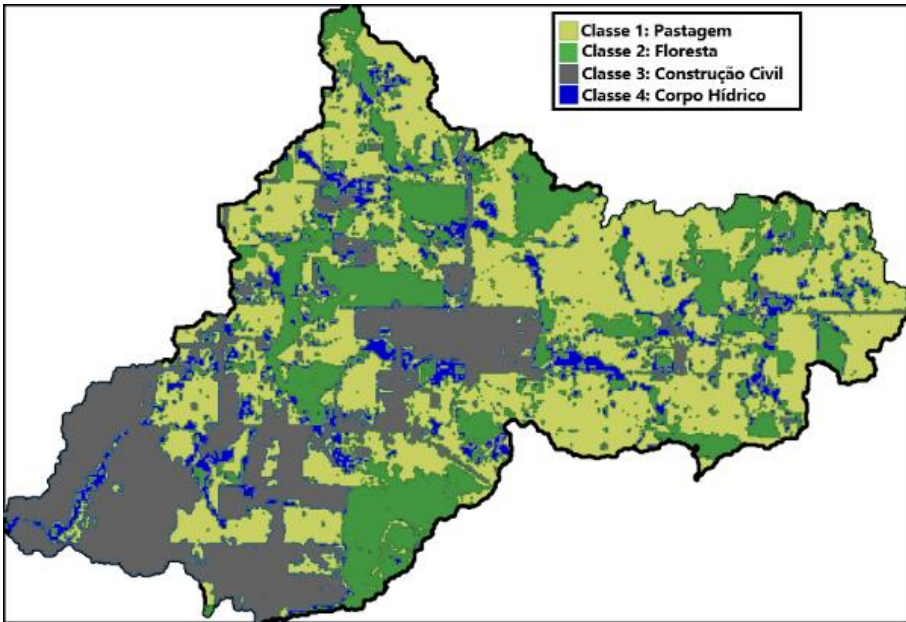 Classe 1: Pastagem
Classe 2: Floresta
Classe 3: Construção Civil
Classe 4: Corpo Hídrico